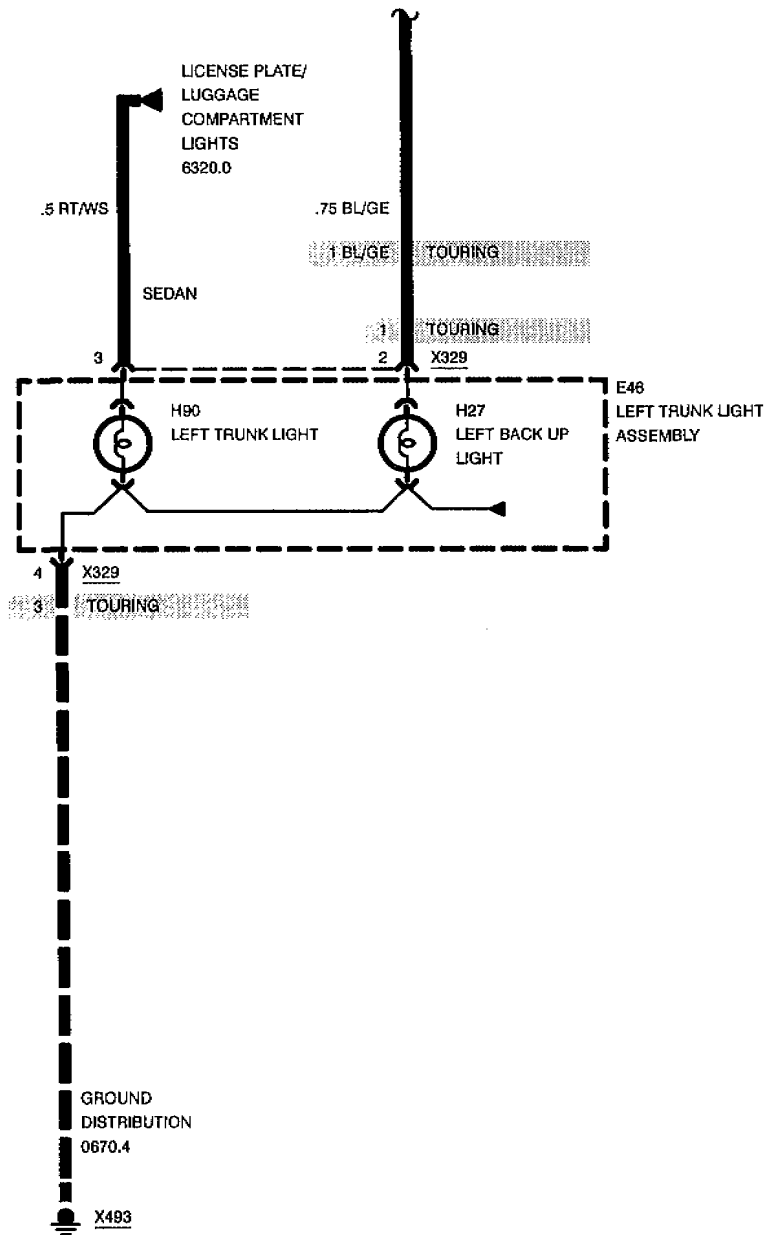 LICENSE PLATE/
LUGGAGE
COMPARTMENT
LIGHTS
6320.0
.5 RT/WS
.75 BL/GE
1 BL/GE TOURING
SEDAN
1 TOURING
3
2 X329
E46
LEFT TRUNK LIGHT
ASSEMBLY
H90
LEFT TRUNK LIGHT
H27
LEFT BACK UP
LIGHT
4 X329
3 TOURING
GROUND
DISTRIBUTION
0670.4
X493